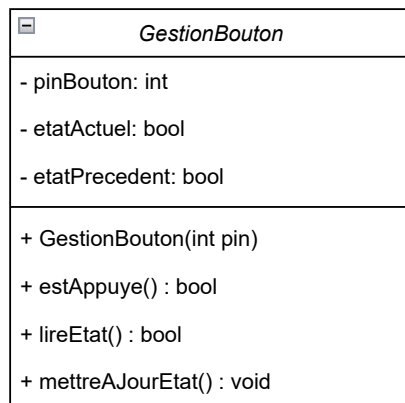 GestionBouton
- pinBouton: int
- etatActuel: bool
- etatPrecedent: bool
+ GestionBouton(int pin)
+ estAppuye() : bool
+ lireEtat() : bool
+ mettreAJourEtat() : void